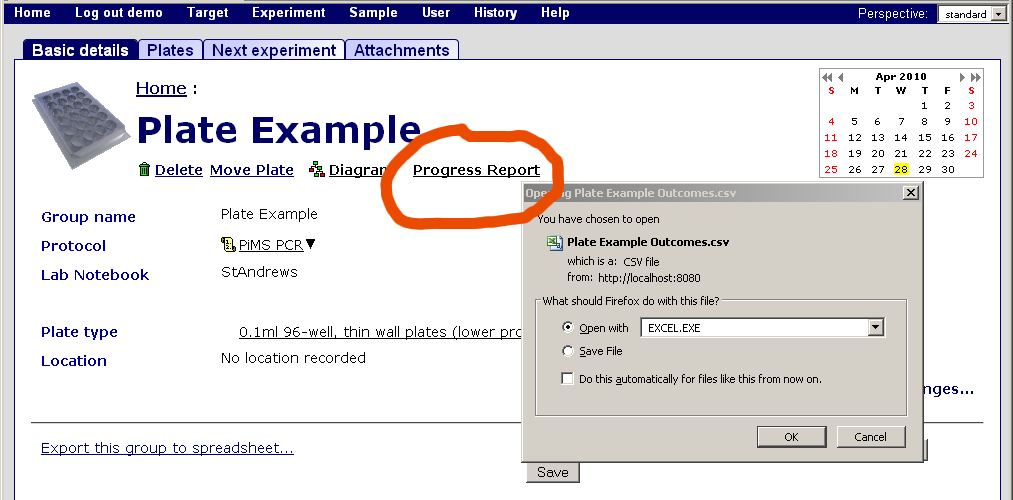 Home Log out demo Target Experiment Sample User History Help Perspective: standard
Basic details Plates Next experiment Attachments
Home :
Plate Example
Delete Move Plate Diagram Progress Report
Apr 2010
S M T W T F S
1 2 3
4 5 6 7 8 9 10
11 12 13 14 15 16 17
18 19 20 21 22 23 24
25 26 27 28 29 30
Group name Plate Example
Protocol PiMS PCR
Lab Notebook StAndrews
Plate type 0.1ml 96-well, thin wall plates (lower pro
Location No location recorded
Opening Plate Example Outcomes.csv
You have chosen to open
Plate Example Outcomes.csv
which is a: CSV file
from: http://localhost:8080
What should Firefox do with this file?
Open with EXCEL.EXE
Save File
Do this automatically for files like this from now on.
OK Cancel
nges...
Export this group to spreadsheet...
Save